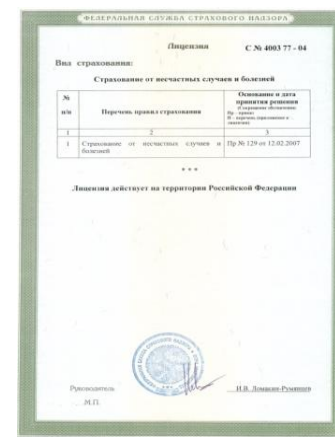 ФЕДЕРАЛЬНАЯ СЛУЖБА СТРАХОВОГО НАДЗОРА
Лицензия С № 4003 77 - 04
Вид страхования:
Страхование от несчастных случаев и болезней
№ п/п
Перечень правил страхования
Основание и дата принятия решения
1 2 3
1 Страхование от несчастных случаев и болезней Пр № 129 от 12.02.2007
* * *
Лицензия действует на территории Российской Федерации
Руководитель И.В. Ломакин-Румянцев
М.П.